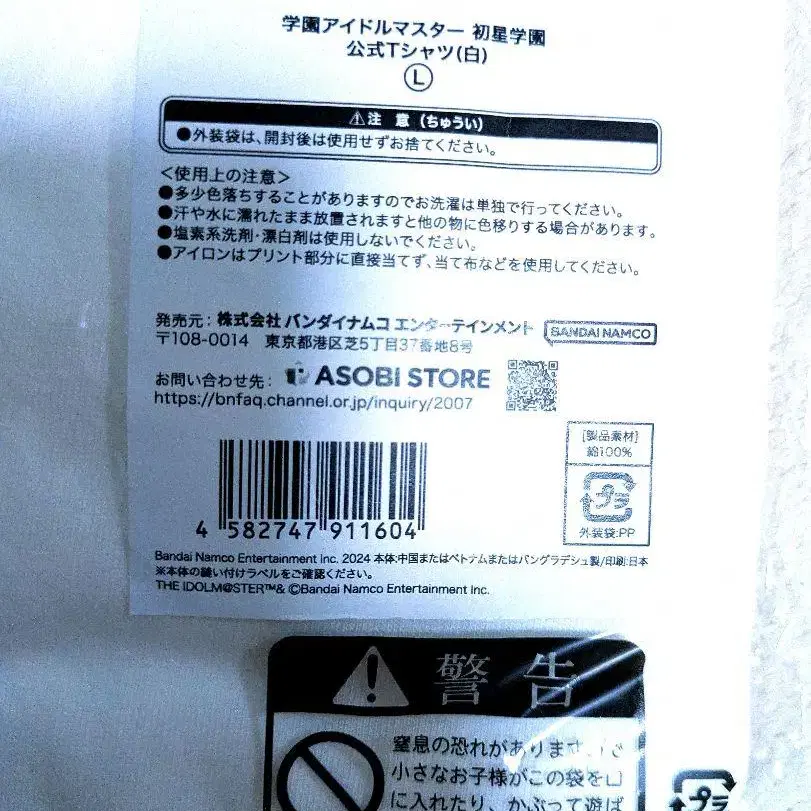 学園アイドルマスター 初星学園
公式Tシャツ(白)
L
⚠注 意 (ちゅうい)
●外装袋は、開封後は使用せずお捨てください。
<使用上の注意>
●多少色落ちすることがありますのでお洗濯は単独で行ってください。
●汗や水に濡れたまま放置されますと他の物に色移りする場合があります。
●塩素系洗剤・漂白剤は使用しないでください。
●アイロンはプリント部分に直接当てず、当て布などを使用してください。
発売元:株式会社 バンダイナムコ エンターテインメント BANDAI NAMCO
〒108-0014 東京都港区芝5丁目37番地8号
お問い合わせ先: ASOBI STORE
https://bnfaq.channel.or.jp/inquiry/2007
[製品素材]
綿100%
プラ
外装袋:PP
4 582747 911604
Bandai Namco Entertainment Inc. 2024 本体:中国またはベトナムまたはバングラデシュ製/印刷:日本
※本体の縫い付けラベルをご確認ください。
THE IDOLM@STER™& ©Bandai Namco Entertainment Inc.
警告
窒息の恐れがあります。
小さなお子様がこの袋を口
に入れたり、かぶって遊ば